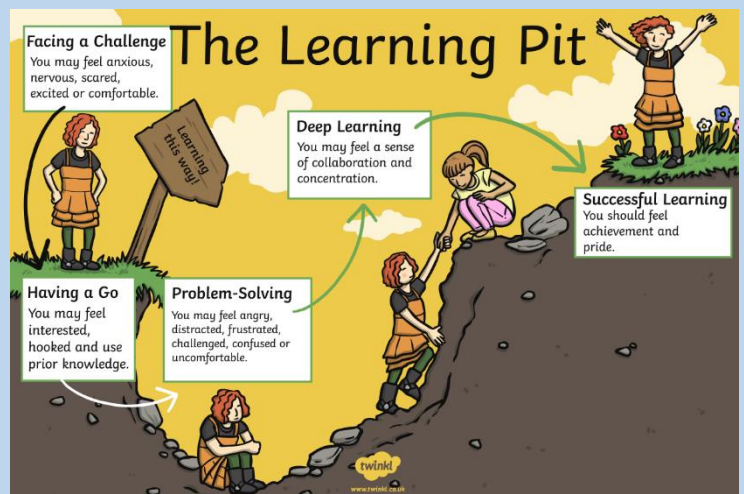 The Learning Pit
Facing a Challenge
You may feel anxious,
nervous, scared,
excited or comfortable.
Learning
this way!
Having a Go
You may feel
interested,
hooked and use
prior knowledge.
Problem-Solving
You may feel angry,
distracted, frustrated,
challenged, confused or
uncomfortable.
Deep Learning
You may feel a sense
of collaboration and
concentration.
Successful Learning
You should feel
achievement and
pride.
twinkl
www.twinkl.co.uk